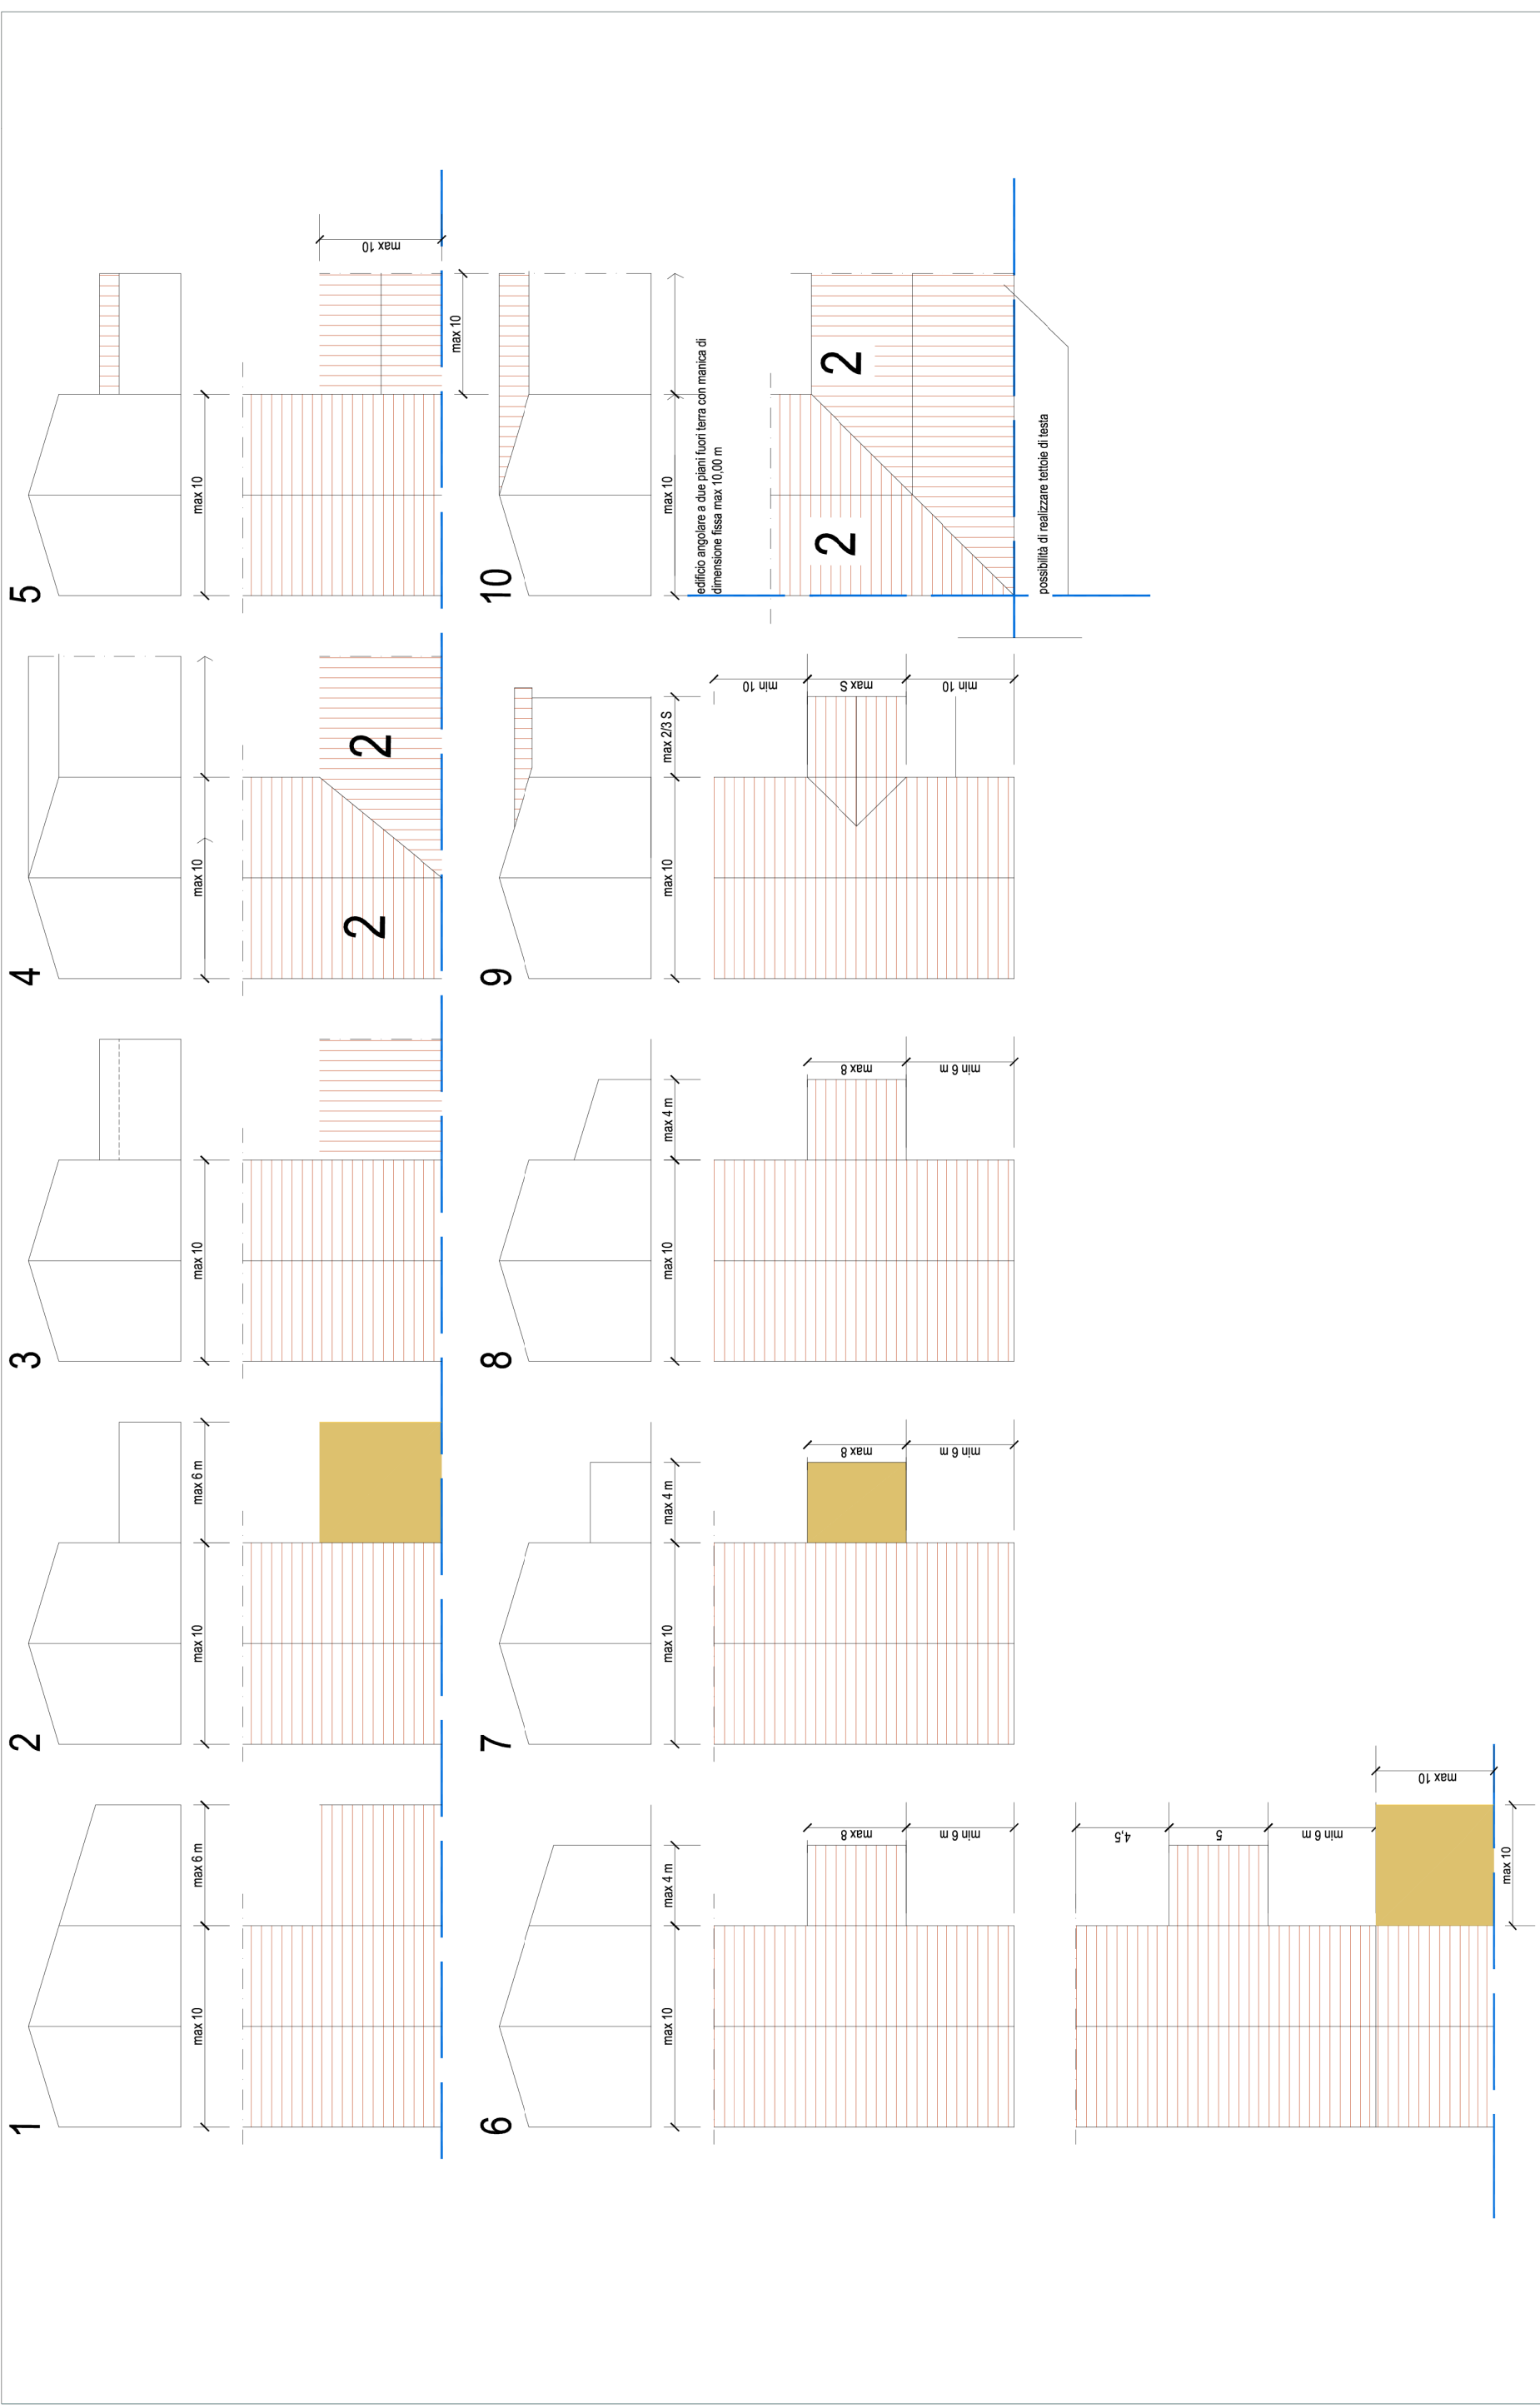 1
max 10
max 6 m
2
max 10
max 6 m
3
max 10
4
max 10
2
2
5
max 10
max 10
max 10
6
max 10
max 4 m
max 8
min 6 m
7
max 10
max 4 m
max 8
min 6 m
8
max 10
max 4 m
max 8
min 6 m
9
max 10
max 2/3 S
min 10
max S
min 10
10
max 10
edificio angolare a due piani fuori terra con manica di
dimensione fissa max 10,00 m
2
2
possibilità di realizzare tettoie di testa
4,5
5
min 6 m
max 10
max 10